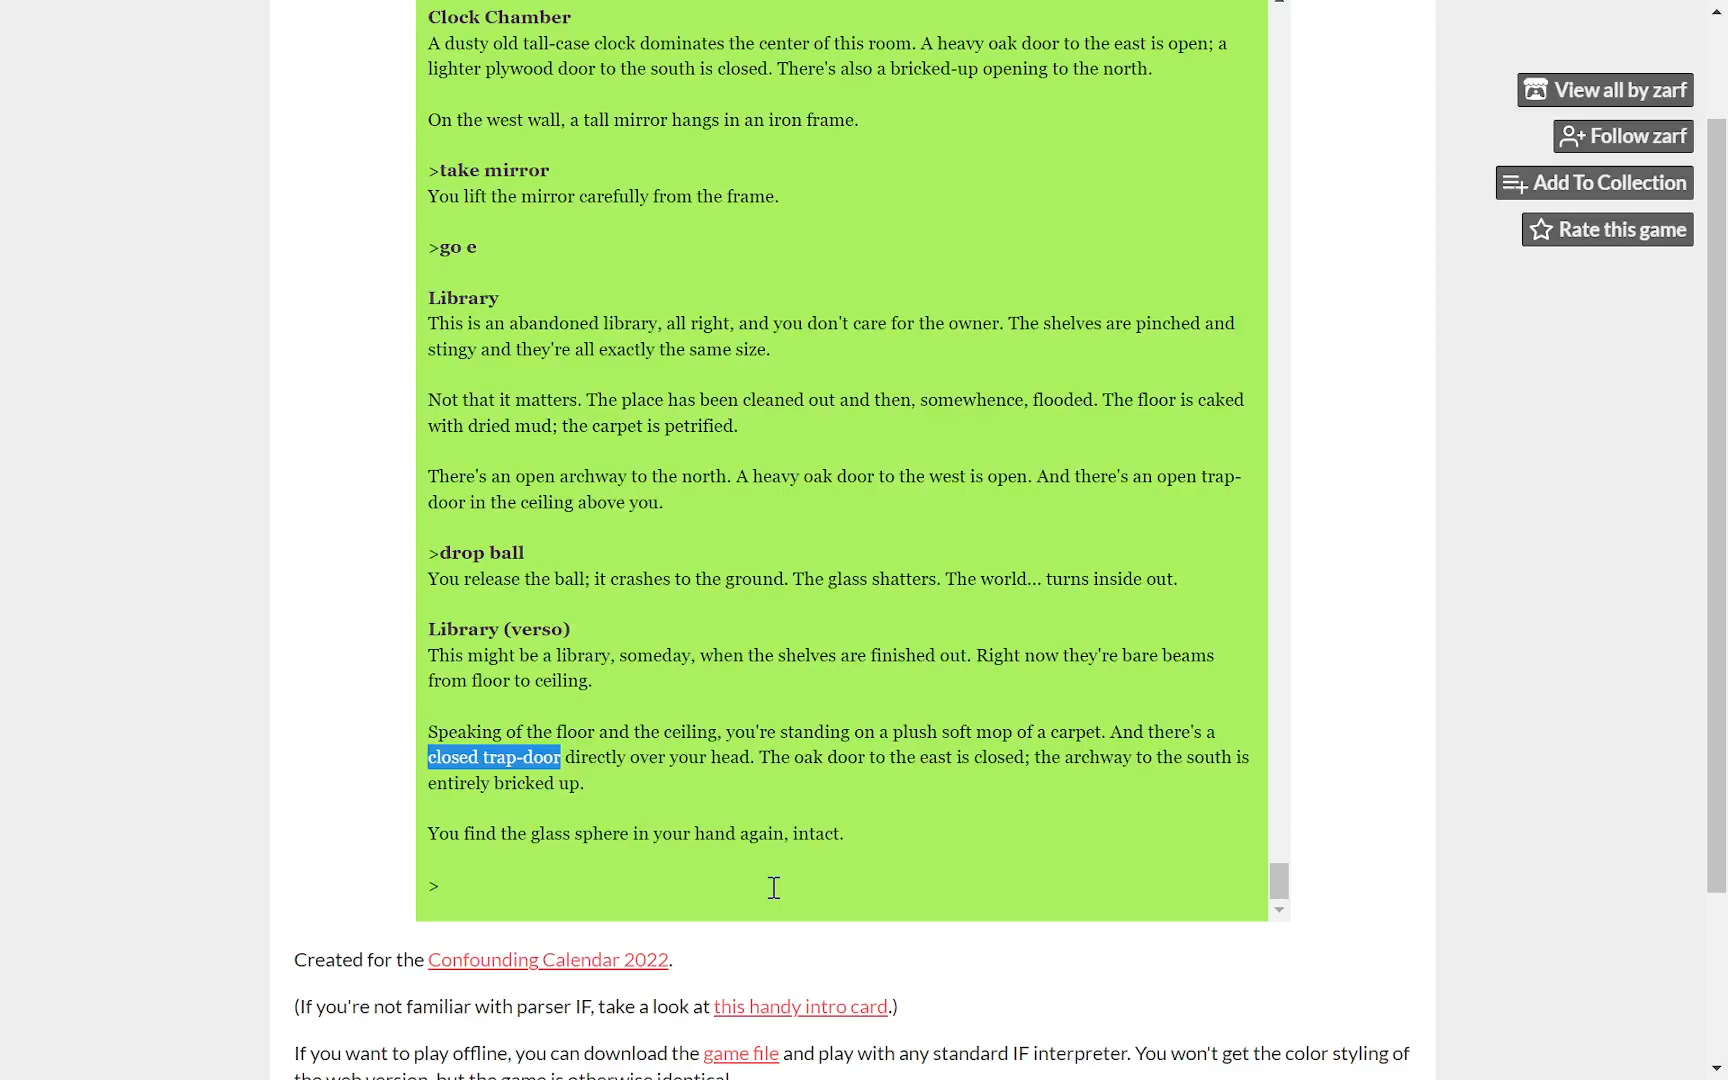 Clock Chamber
A dusty old tall-case clock dominates the center of this room. A heavy oak door to the east is open; a
lighter plywood door to the south is closed. There's also a bricked-up opening to the north.
On the west wall, a tall mirror hangs in an iron frame.
>take mirror
You lift the mirror carefully from the frame.
>go e
Library
This is an abandoned library, all right, and you don't care for the owner. The shelves are pinched and
stingy and they're all exactly the same size.
Not that it matters. The place has been cleaned out and then, somewhence, flooded. The floor is caked
with dried mud; the carpet is petrified.
There's an open archway to the north. A heavy oak door to the west is open. And there's an open trap-
door in the ceiling above you.
>drop ball
You release the ball; it crashes to the ground. The glass shatters. The world... turns inside out.
Library (verso)
This might be a library, someday, when the shelves are finished out. Right now they're bare beams
from floor to ceiling.
Speaking of the floor and the ceiling, you're standing on a plush soft mop of a carpet. And there's a
closed trap-door directly over your head. The oak door to the east is closed; the archway to the south is
entirely bricked up.
You find the glass sphere in your hand again, intact.
>
View all by zarf
Follow zarf
Add To Collection
Rate this game
Created for the Confounding Calendar 2022.
(If you're not familiar with parser IF, take a look at this handy intro card.)
If you want to play offline, you can download the game file and play with any standard IF interpreter. You won't get the color styling of
the web version, but the game is otherwise identical.